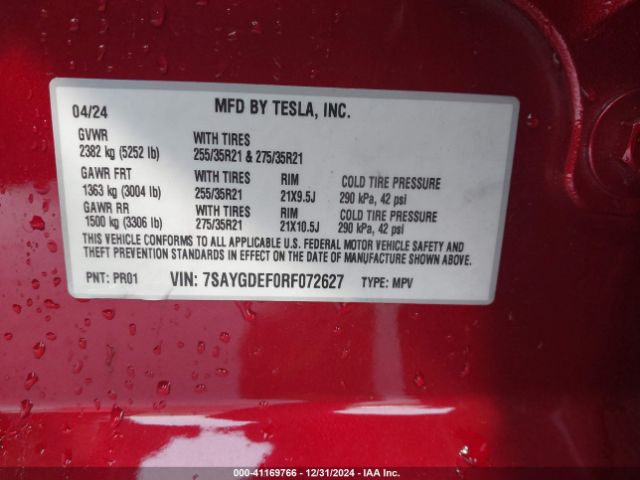 04/24 MFD BY TESLA, INC.
GVWR WITH TIRES
2382 kg (5252 lb) 255/35R21 & 275/35R21
GAWR FRT WITH TIRES RIM COLD TIRE PRESSURE
1363 kg (3004 lb) 255/35R21 21X9.5J 290 kPa, 42 psi
GAWR RR WITH TIRES RIM COLD TIRE PRESSURE
1500 kg (3306 lb) 275/35R21 21X10.5J 290 kPa, 42 psi
THIS VEHICLE CONFORMS TO ALL APPLICABLE U.S. FEDERAL MOTOR VEHICLE SAFETY AND
THEFT PREVENTION STANDARDS IN EFFECT ON THE DATE OF MANUFACTURE SHOWN ABOVE.
PNT: PR01 VIN: 7SAYGDEF0RF072627 TYPE: MPV
000-41169766 - 12/31/2024 - IAA Inc.